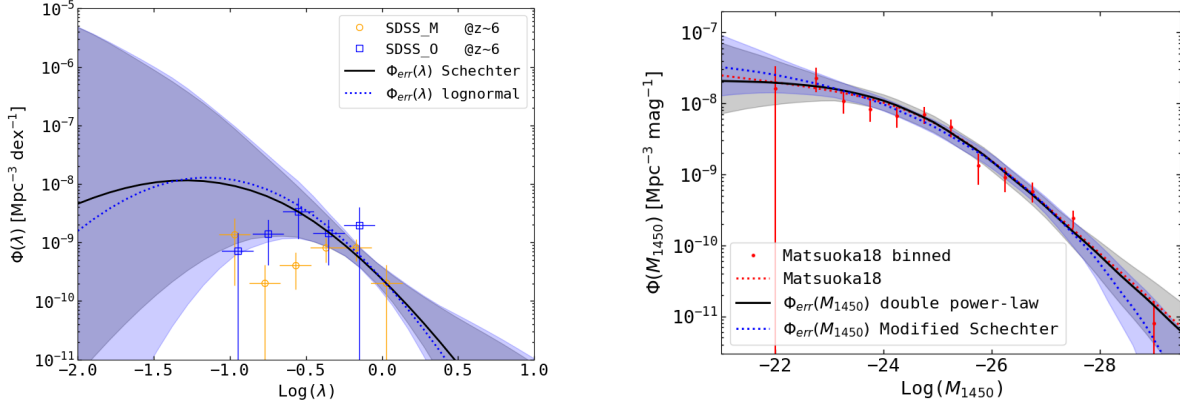 10⁻⁵
10⁻⁶
10⁻⁷
10⁻⁸
10⁻⁹
10⁻¹⁰
10⁻¹¹
Φ(λ) [Mpc⁻³ dex⁻¹]
SDSS_M @z~6
SDSS_O @z~6
Φerr(λ) Schechter
Φerr(λ) lognormal
−2.0 −1.5 −1.0 −0.5 0.0 0.5 1.0
Log(λ)
10⁻⁷
10⁻⁸
10⁻⁹
10⁻¹⁰
10⁻¹¹
Φ(M₁₄₅₀) [Mpc⁻³ mag⁻¹]
Matsuoka18 binned
Matsuoka18
Φerr(M₁₄₅₀) double power-law
Φerr(M₁₄₅₀) Modified Schechter
−22 −24 −26 −28
Log(M₁₄₅₀)